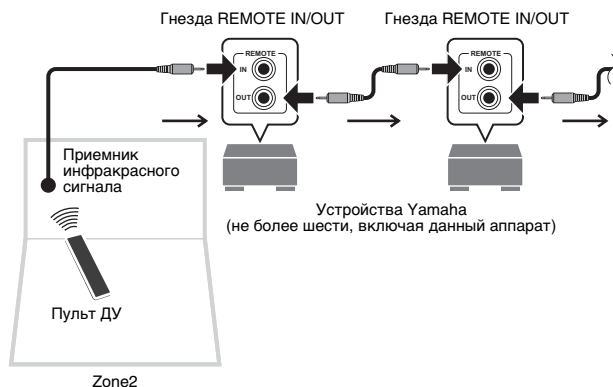 Гнезда REMOTE IN/OUT
Гнезда REMOTE IN/OUT
REMOTE
IN
OUT
REMOTE
IN
OUT
Приемник
инфракрасного
сигнала
Устройства Yamaha
(не более шести, включая данный аппарат)
Пульт ДУ
Zone2